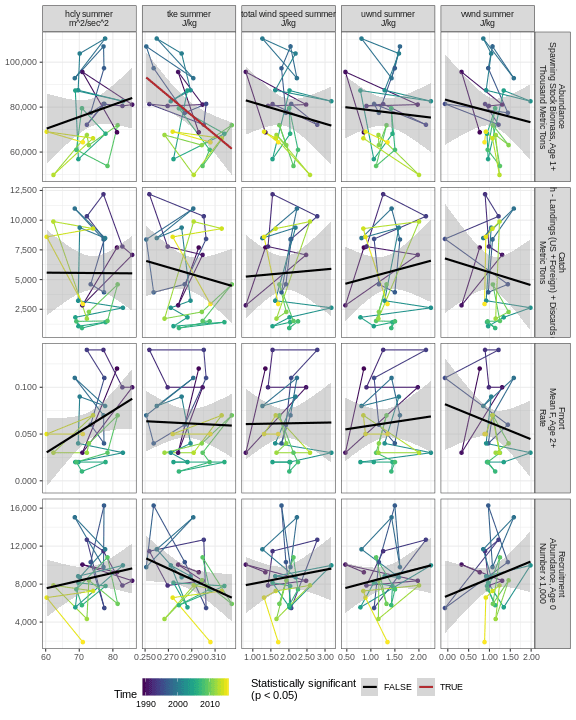 hcly summer
m^2/sec^2
tke summer
J/kg
total wind speed summer
J/kg
uwnd summer
J/kg
vwnd summer
J/kg
100,000
80,000
60,000
Abundance
Spawning Stock Biomass, Age 1+
Thousand Metric Tons
12,500
10,000
7,500
5,000
2,500
Catch
h - Landings (US +Foreign) + Discards
Metric Tons
0.100
0.050
0.000
Fmort
Mean F, Age 2+
Rate
16,000
12,000
8,000
4,000
Recruitment
Abundance, Age 0
Number x 1,000
60 70 80
0.250 0.270 0.290 0.310
1.00 1.50 2.00 2.50 3.00
0.50 1.00 1.50 2.00
0.00 0.50 1.00 1.50 2.00
Time
1990 2000 2010
Statistically significant
(p < 0.05)
FALSE
TRUE